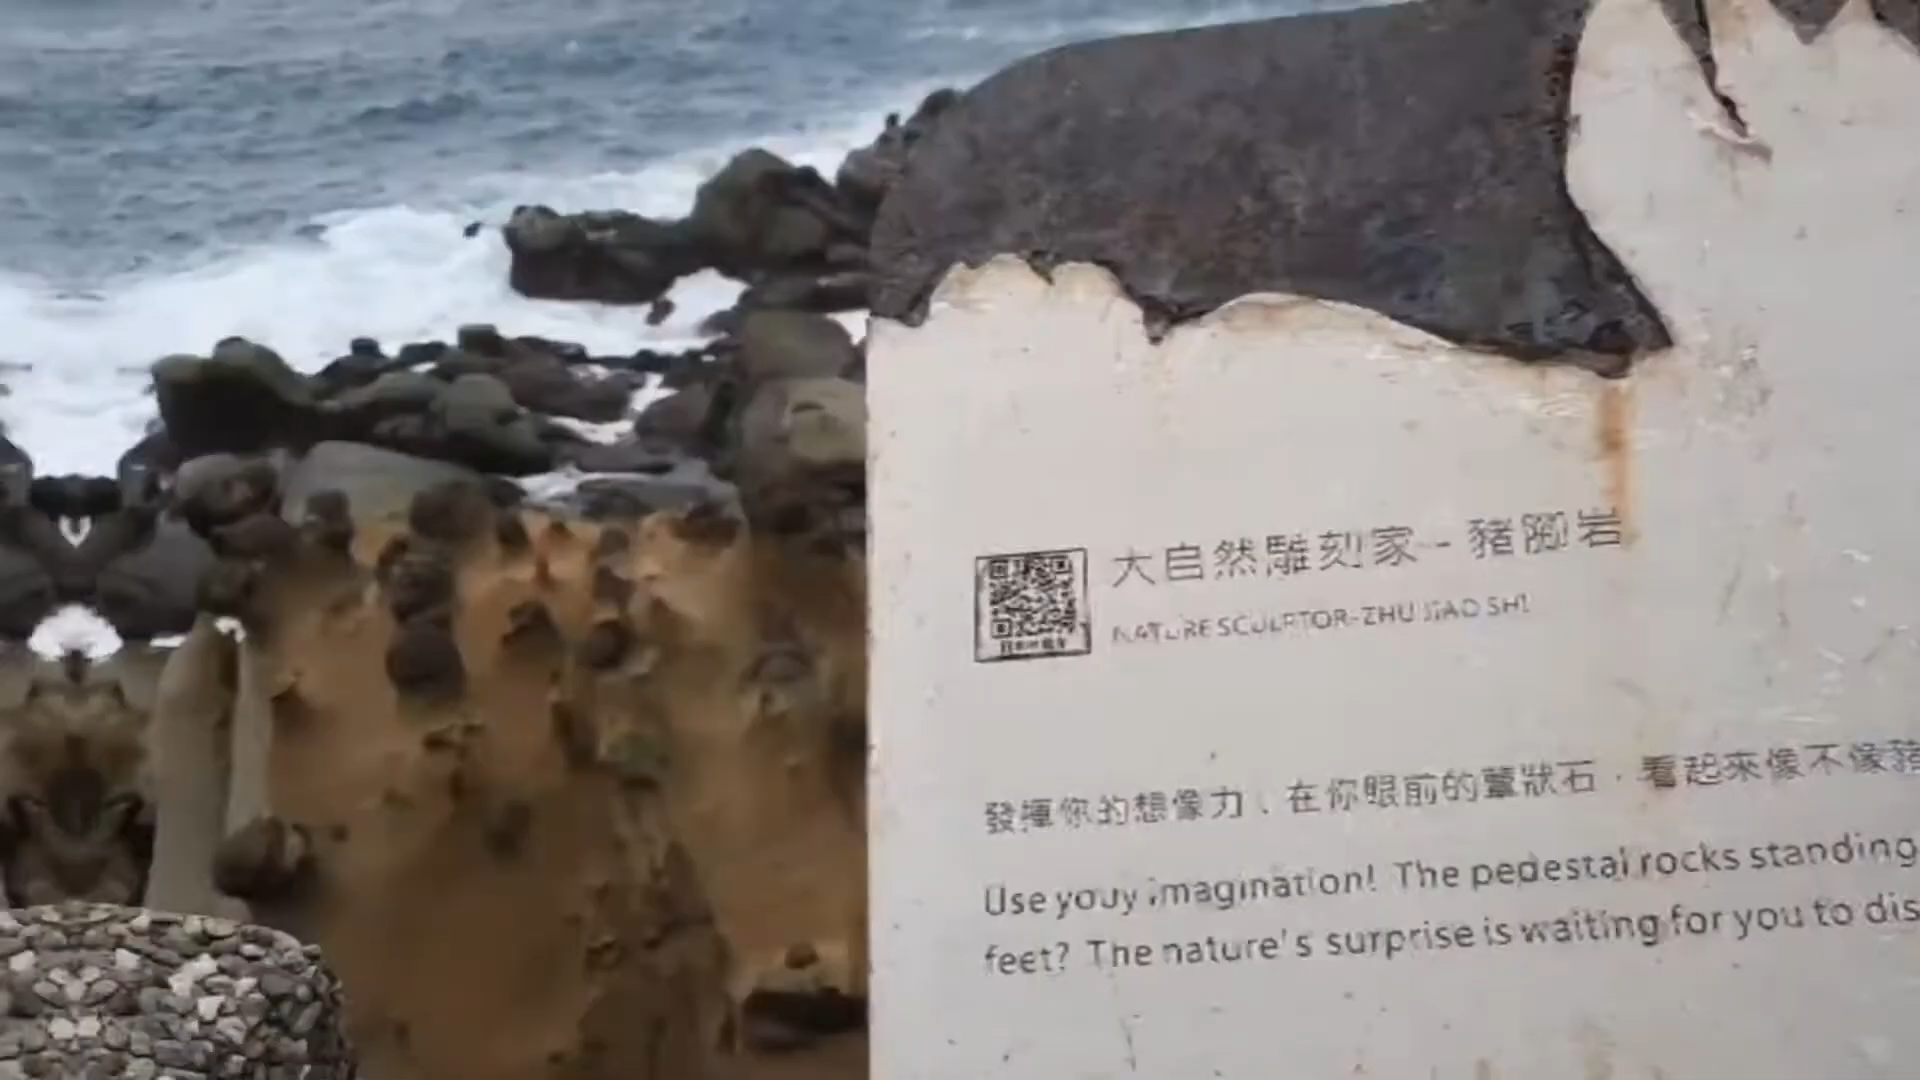 大自然雕刻家 - 豬腳岩
NATURE SCULPTOR-ZHU JIAO SHI
發揮你的想像力、在你眼前的蕈狀石，看起來像不像豬
Use youy imagination! The pedestal rocks standing
feet? The nature's surprise is waiting for you to dis